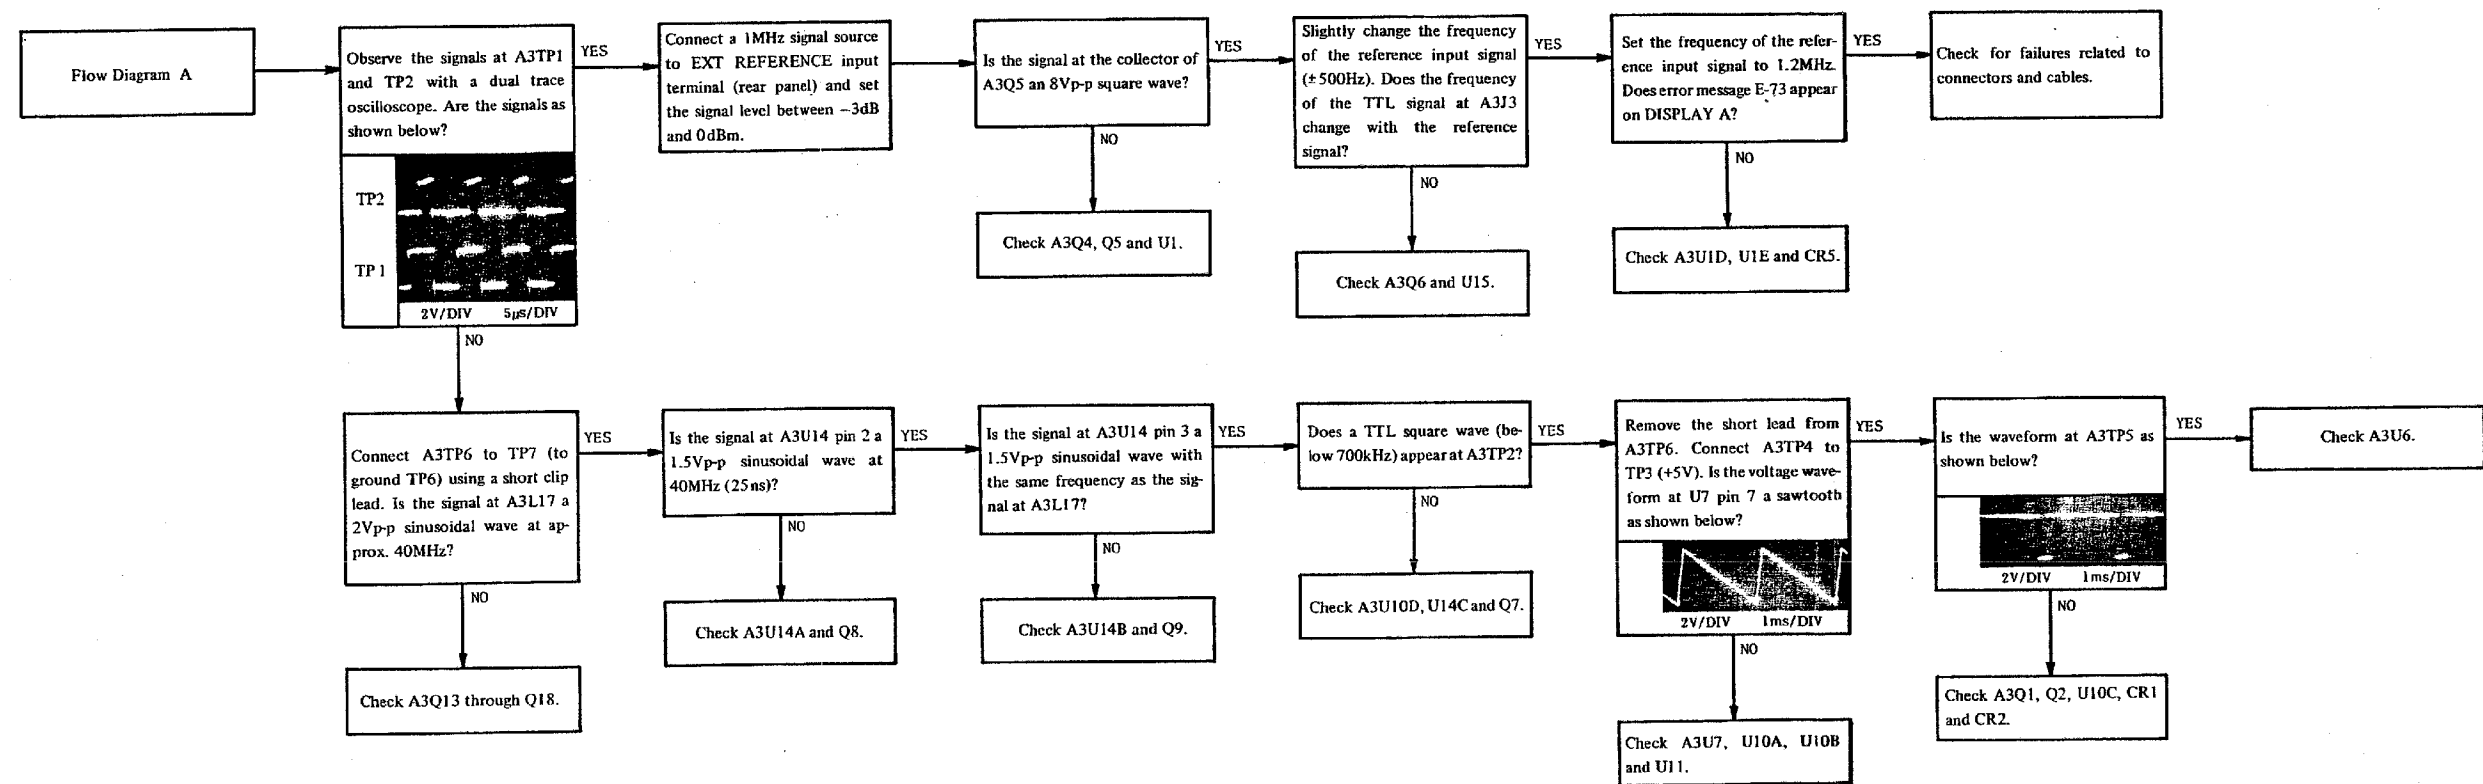 Flow Diagram A
Observe the signals at A3TP1
and TP2 with a dual trace
oscilloscope. Are the signals as
shown below?
TP2
TP1
2V/DIV 5μs/DIV
YES
NO
Connect a 1MHz signal source
to EXT REFERENCE input
terminal (rear panel) and set
the signal level between −3dB
and 0dBm.
Is the signal at the collector of
A3Q5 an 8Vp-p square wave?
YES
NO
Check A3Q4, Q5 and U1.
Slightly change the frequency
of the reference input signal
(±500Hz). Does the frequency
of the TTL signal at A3J3
change with the reference
signal?
YES
NO
Check A3Q6 and U15.
Set the frequency of the refer-
ence input signal to 1.2MHz.
Does error message E-73 appear
on DISPLAY A?
YES
NO
Check A3U1D, U1E and CR5.
Check for failures related to
connectors and cables.
Connect A3TP6 to TP7 (to
ground TP6) using a short clip
lead. Is the signal at A3L17 a
2Vp-p sinusoidal wave at ap-
prox. 40MHz?
YES
NO
Check A3Q13 through Q18.
Is the signal at A3U14 pin 2 a
1.5Vp-p sinusoidal wave at
40MHz (25ns)?
YES
NO
Check A3U14A and Q8.
Is the signal at A3U14 pin 3 a
1.5Vp-p sinusoidal wave with
the same frequency as the sig-
nal at A3L17?
YES
NO
Check A3U14B and Q9.
Does a TTL square wave (be-
low 700kHz) appear at A3TP2?
YES
NO
Check A3U10D, U14C and Q7.
Remove the short lead from
A3TP6. Connect A3TP4 to
TP3 (+5V). Is the voltage wave-
form at U7 pin 7 a sawtooth
as shown below?
2V/DIV 1ms/DIV
YES
NO
Check A3U7, U10A, U10B
and U11.
Is the waveform at A3TP5 as
shown below?
2V/DIV 1ms/DIV
YES
NO
Check A3Q1, Q2, U10C, CR1
and CR2.
Check A3U6.